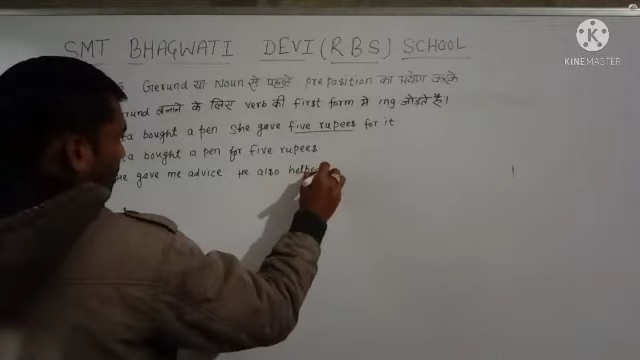 SMT BHAGWATI DEVI (RBS) SCHOOL
KINEMASTER
Gerund या Noun से पहले preposition का प्रयोग करके
बनाने के लिए verb की first form मे ing जोड़ते है।
bought a pen She gave five rupees for it
bought a pen for five rupees
gave me advice. He also